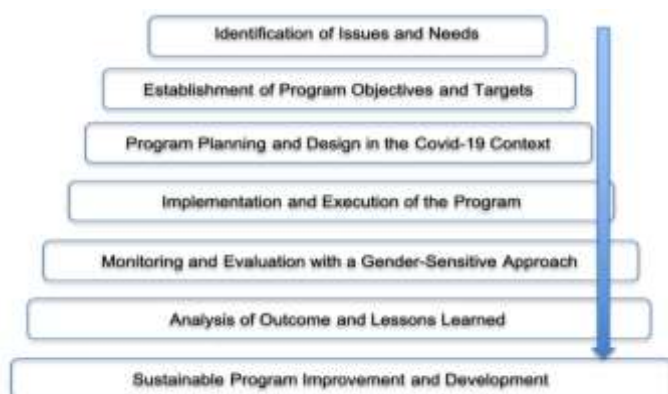 Identification of Issues and Needs
Establishment of Program Objectives and Targets
Program Planning and Design in the Covid-19 Context
Implementation and Execution of the Program
Monitoring and Evaluation with a Gender-Sensitive Approach
Analysis of Outcome and Lessons Learned
Sustainable Program Improvement and Development